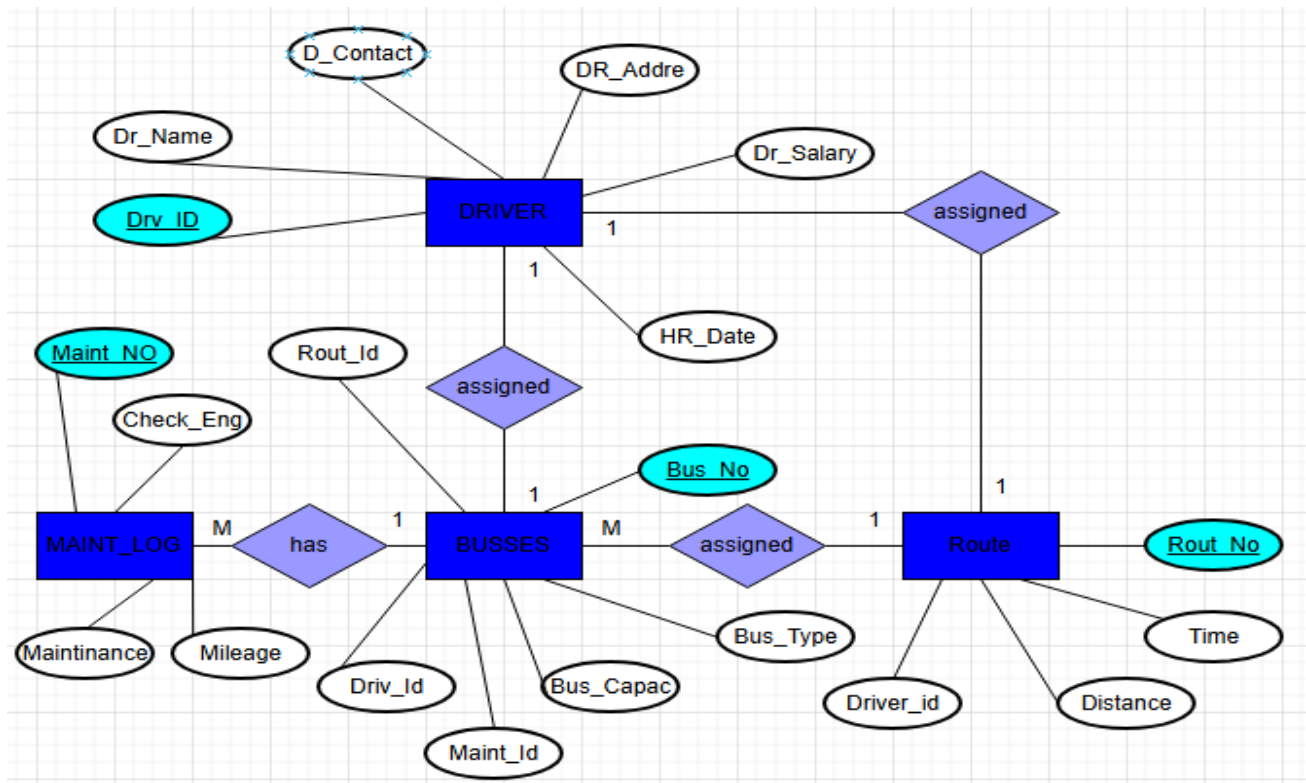 D_Contact
DR_Addre
Dr_Name
Dr_Salary
Drv_ID
DRIVER
assigned
1
1
HR_Date
Maint_NO
Rout_Id
assigned
Check_Eng
Bus_No
1
1
M
1
M
1
MAINT_LOG
has
BUSSES
assigned
Route
Rout_No
Maintinance
Mileage
Bus_Type
Time
Driv_Id
Bus_Capac
Driver_id
Distance
Maint_Id